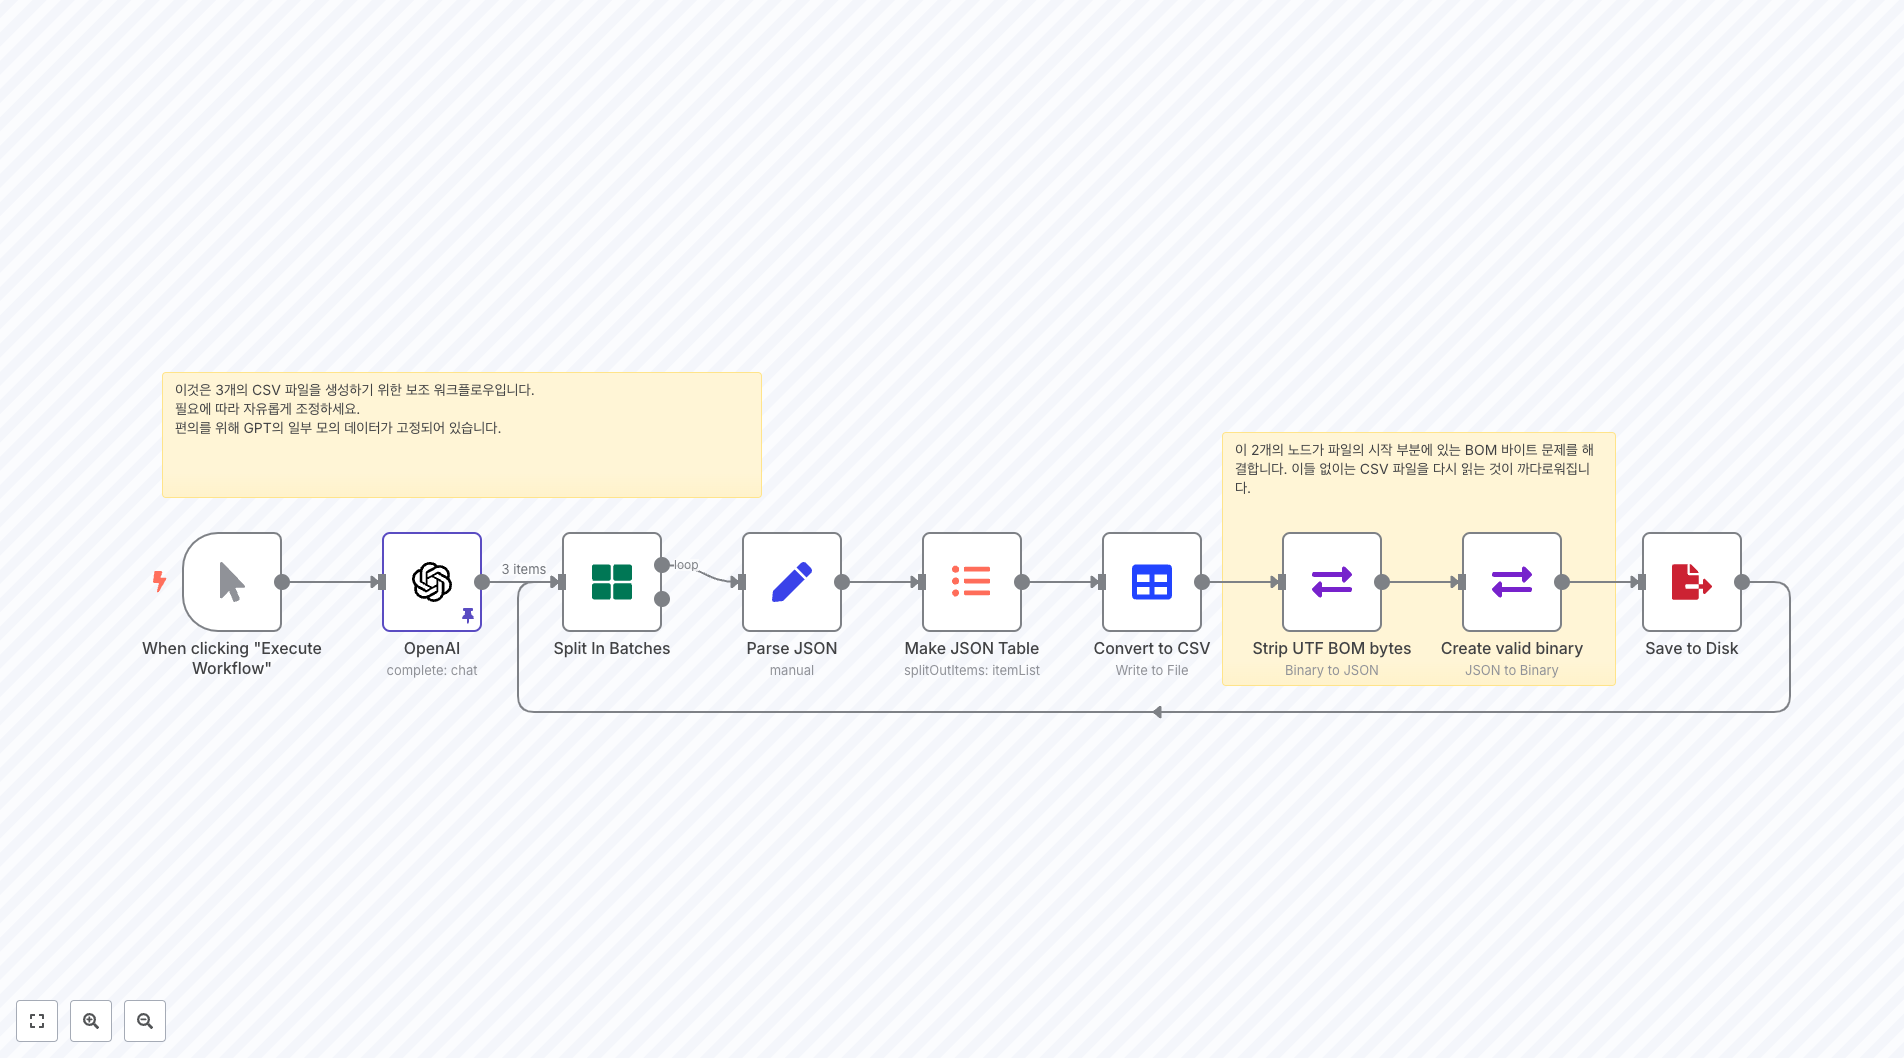 이것은 3개의 CSV 파일을 생성하기 위한 보조 워크플로우입니다.
필요에 따라 자유롭게 조정하세요.
편의를 위해 GPT의 일부 모의 데이터가 고정되어 있습니다.
이 2개의 노드가 파일의 시작 부분에 있는 BOM 바이트 문제를 해
결합니다. 이들 없이는 CSV 파일을 다시 읽는 것이 까다로워집니
다.
3 items
loop
When clicking "Execute
Workflow"
OpenAI
complete: chat
Split In Batches
Parse JSON
manual
Make JSON Table
splitOutItems: itemList
Convert to CSV
Write to File
Strip UTF BOM bytes
Binary to JSON
Create valid binary
JSON to Binary
Save to Disk